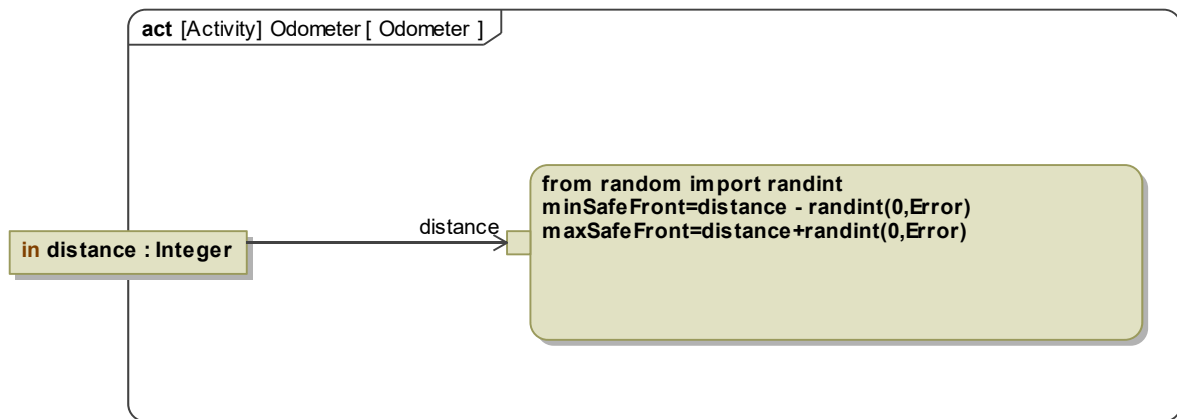 act [Activity] Odometer [ Odometer ]
from random import randint
minSafeFront=distance - randint(0,Error)
maxSafeFront=distance+randint(0,Error)
distance
in distance : Integer